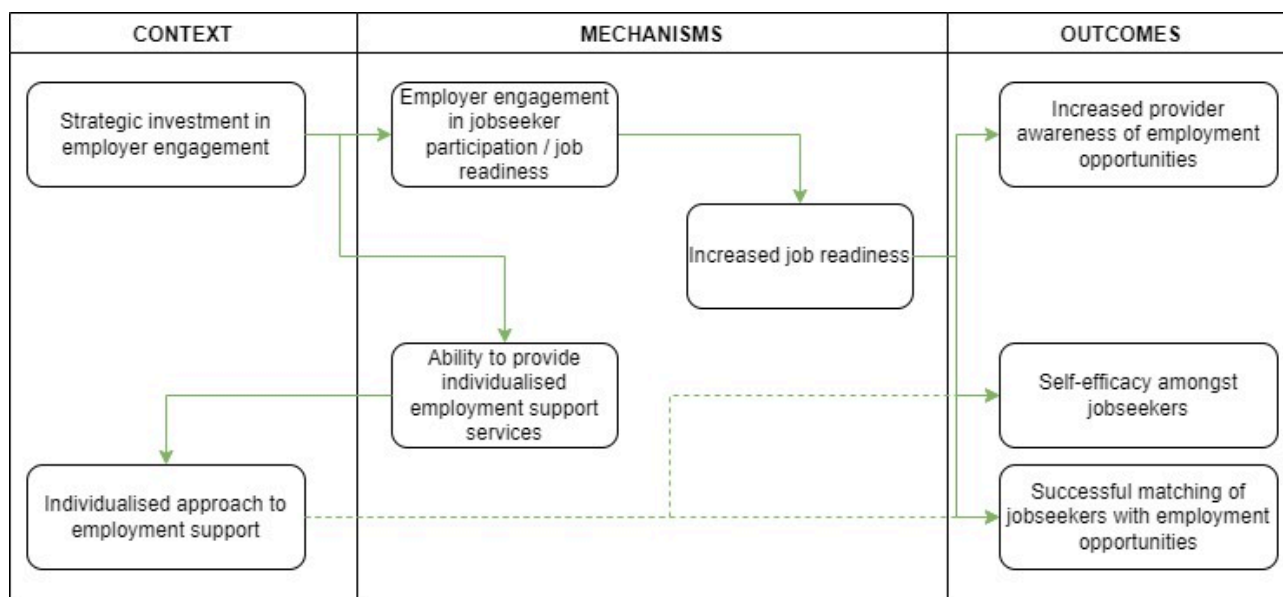 CONTEXT
MECHANISMS
OUTCOMES
Strategic investment in
employer engagement
Employer engagement
in jobseeker
participation / job
readiness
Increased provider
awareness of employment
opportunities
Increased job readiness
Ability to provide
individualised
employment support
services
Self-efficacy amongst
jobseekers
Individualised approach to
employment support
Successful matching of
jobseekers with employment
opportunities